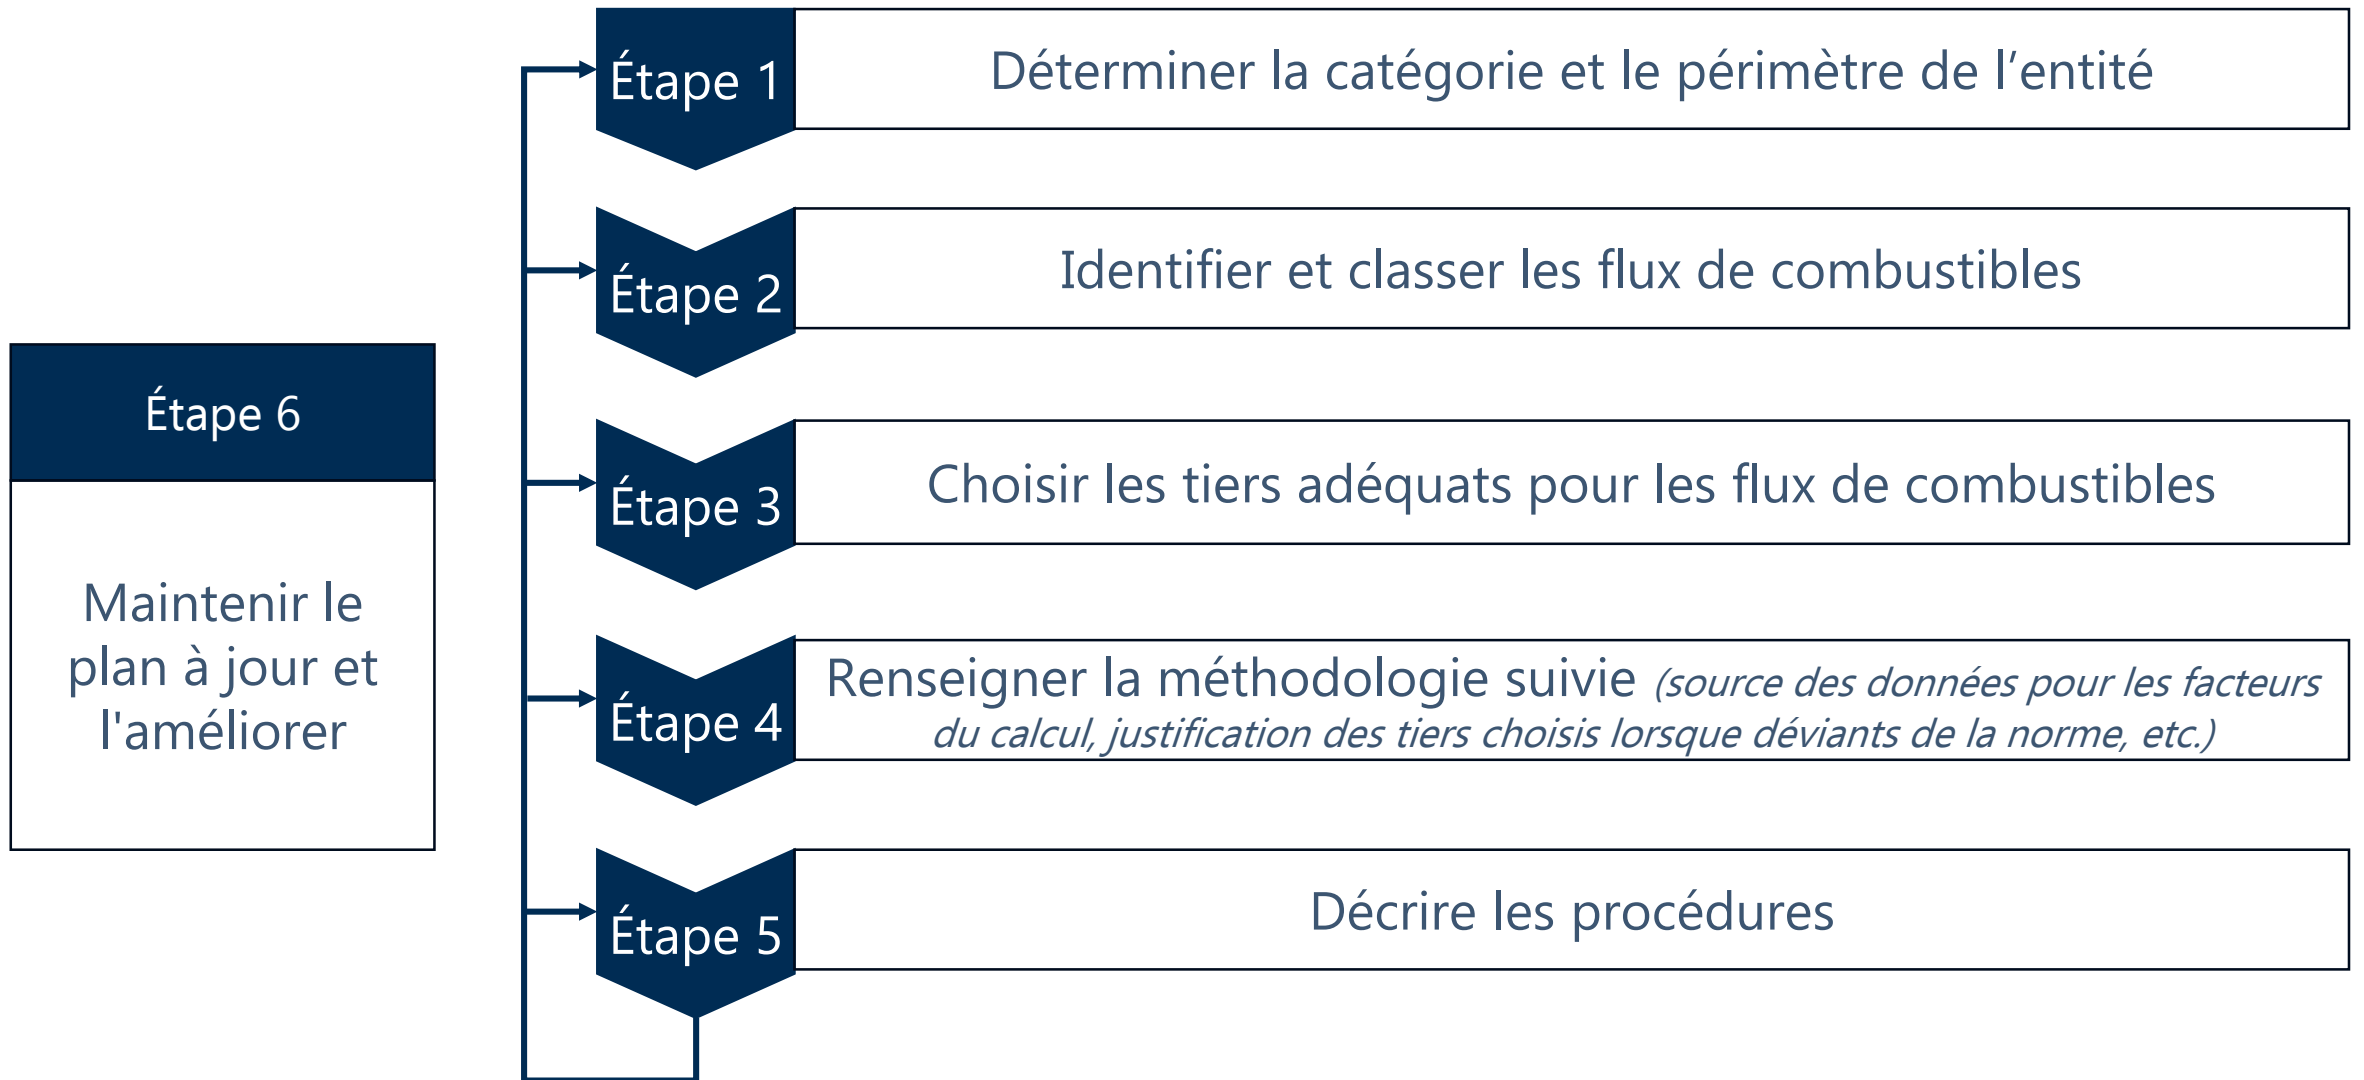 Étape 1
Déterminer la catégorie et le périmètre de l’entité
Étape 2
Identifier et classer les flux de combustibles
Étape 3
Choisir les tiers adéquats pour les flux de combustibles
Étape 4
Renseigner la méthodologie suivie (source des données pour les facteurs
du calcul, justification des tiers choisis lorsque déviants de la norme, etc.)
Étape 5
Décrire les procédures
Étape 6
Maintenir le
plan à jour et
l'améliorer